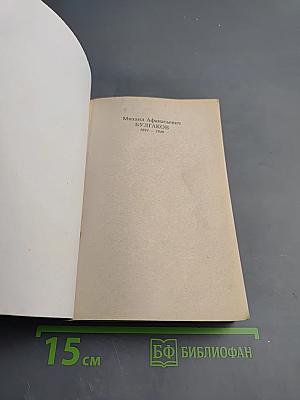 Михаил Афанасьевич
БУЛГАКОВ
1891 — 1940
15 см
БФ БИБЛИОФАН